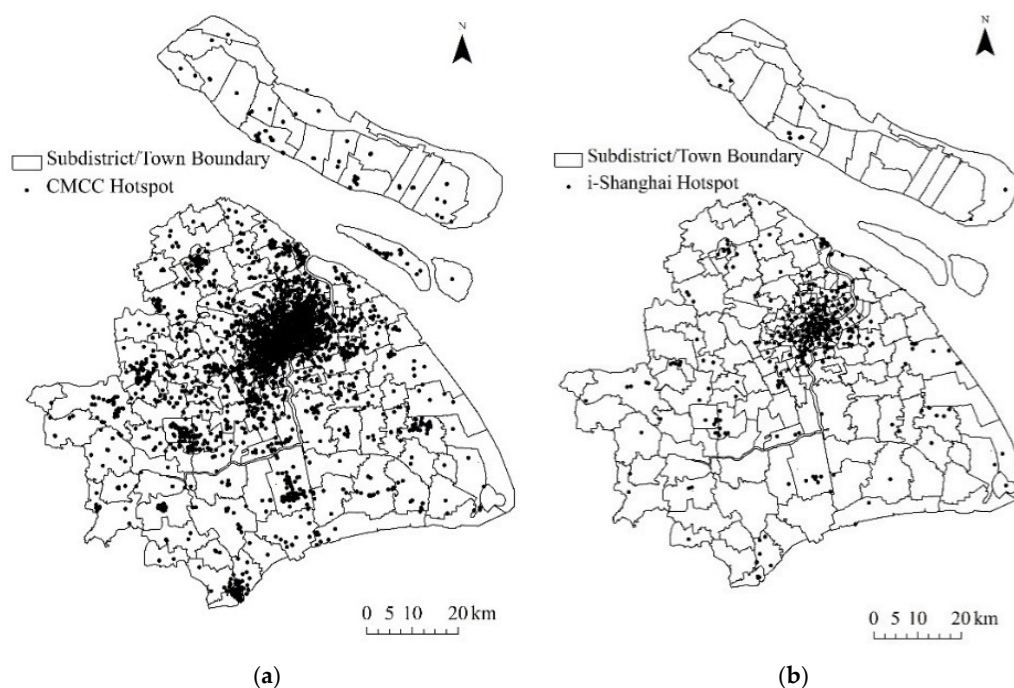 N
Subdistrict/Town Boundary
CMCC Hotspot
0 5 10 20 km
(a)
N
Subdistrict/Town Boundary
i-Shanghai Hotspot
0 5 10 20 km
(b)